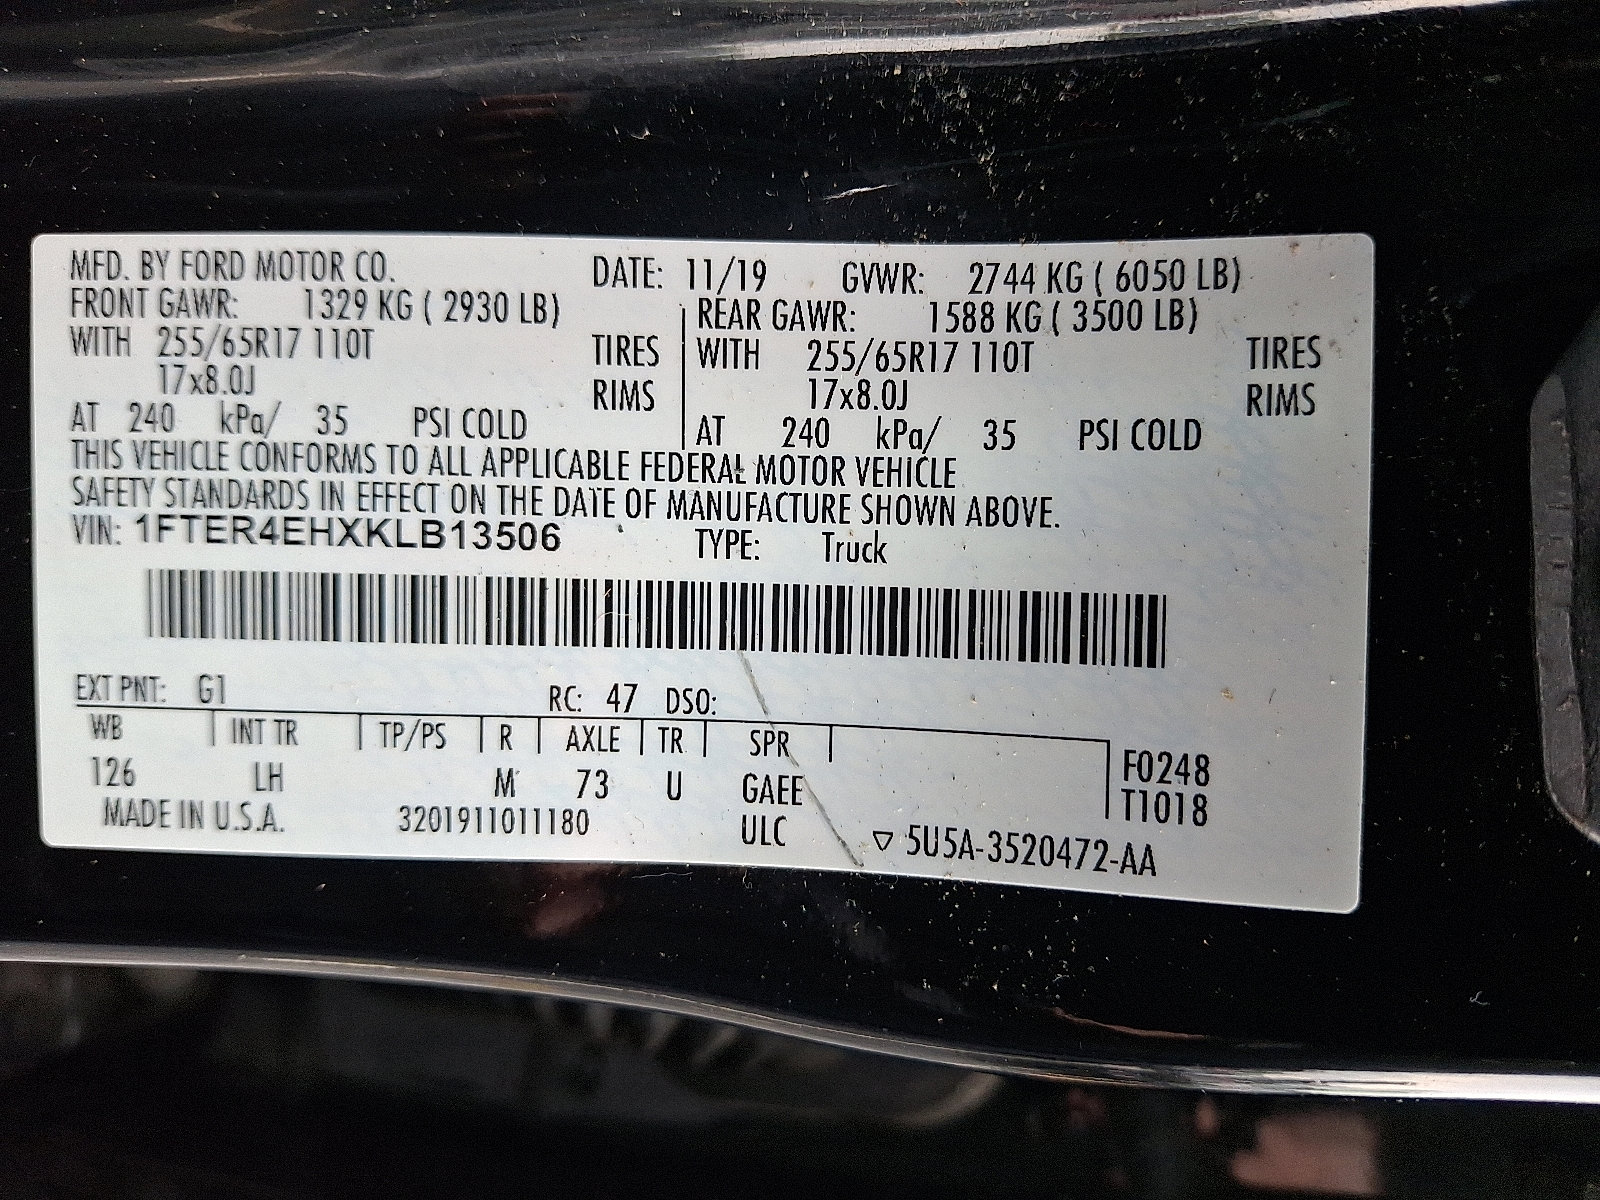 MFD. BY FORD MOTOR CO. DATE: 11/19 GVWR: 2744 KG ( 6050 LB)
FRONT GAWR: 1329 KG ( 2930 LB) REAR GAWR: 1588 KG ( 3500 LB)
WITH 255/65R17 110T TIRES WITH 255/65R17 110T TIRES
17x8.0J RIMS 17x8.0J RIMS
AT 240 kPa/ 35 PSI COLD AT 240 kPa/ 35 PSI COLD
THIS VEHICLE CONFORMS TO ALL APPLICABLE FEDERAL MOTOR VEHICLE
SAFETY STANDARDS IN EFFECT ON THE DATE OF MANUFACTURE SHOWN ABOVE.
VIN: 1FTER4EHXKLB13506 TYPE: Truck
EXT PNT: G1 RC: 47 DSO:
WB INT TR TP/PS R AXLE TR SPR
126 LH M 73 U GAEE F0248
T1018
MADE IN U.S.A. 3201911011180 ULC ▽ 5U5A-3520472-AA